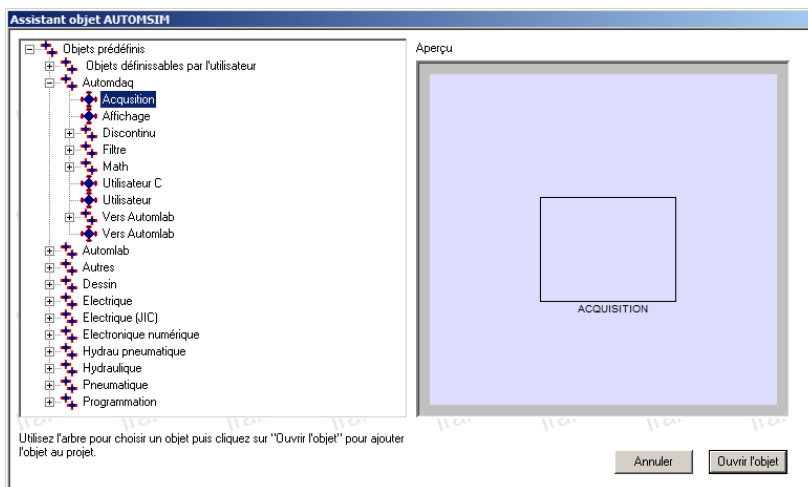 Assistant objet AUTOMSIM
Objets prédéfinis
Objets définissables par l'utilisateur
Automdaq
Acqusition
Affichage
Discontinu
Filtre
Math
Utilisateur C
Utilisateur
Vers Automlab
Vers Automlab
Automlab
Autres
Dessin
Electrique
Electrique (JIC)
Electronique numérique
Hydrau pneumatique
Hydraulique
Pneumatique
Programmation
Aperçu
ACQUISITION
Utilisez l'arbre pour choisir un objet puis cliquez sur "Ouvrir l'objet" pour ajouter
l'objet au projet.
Annuler
Ouvrir l'objet